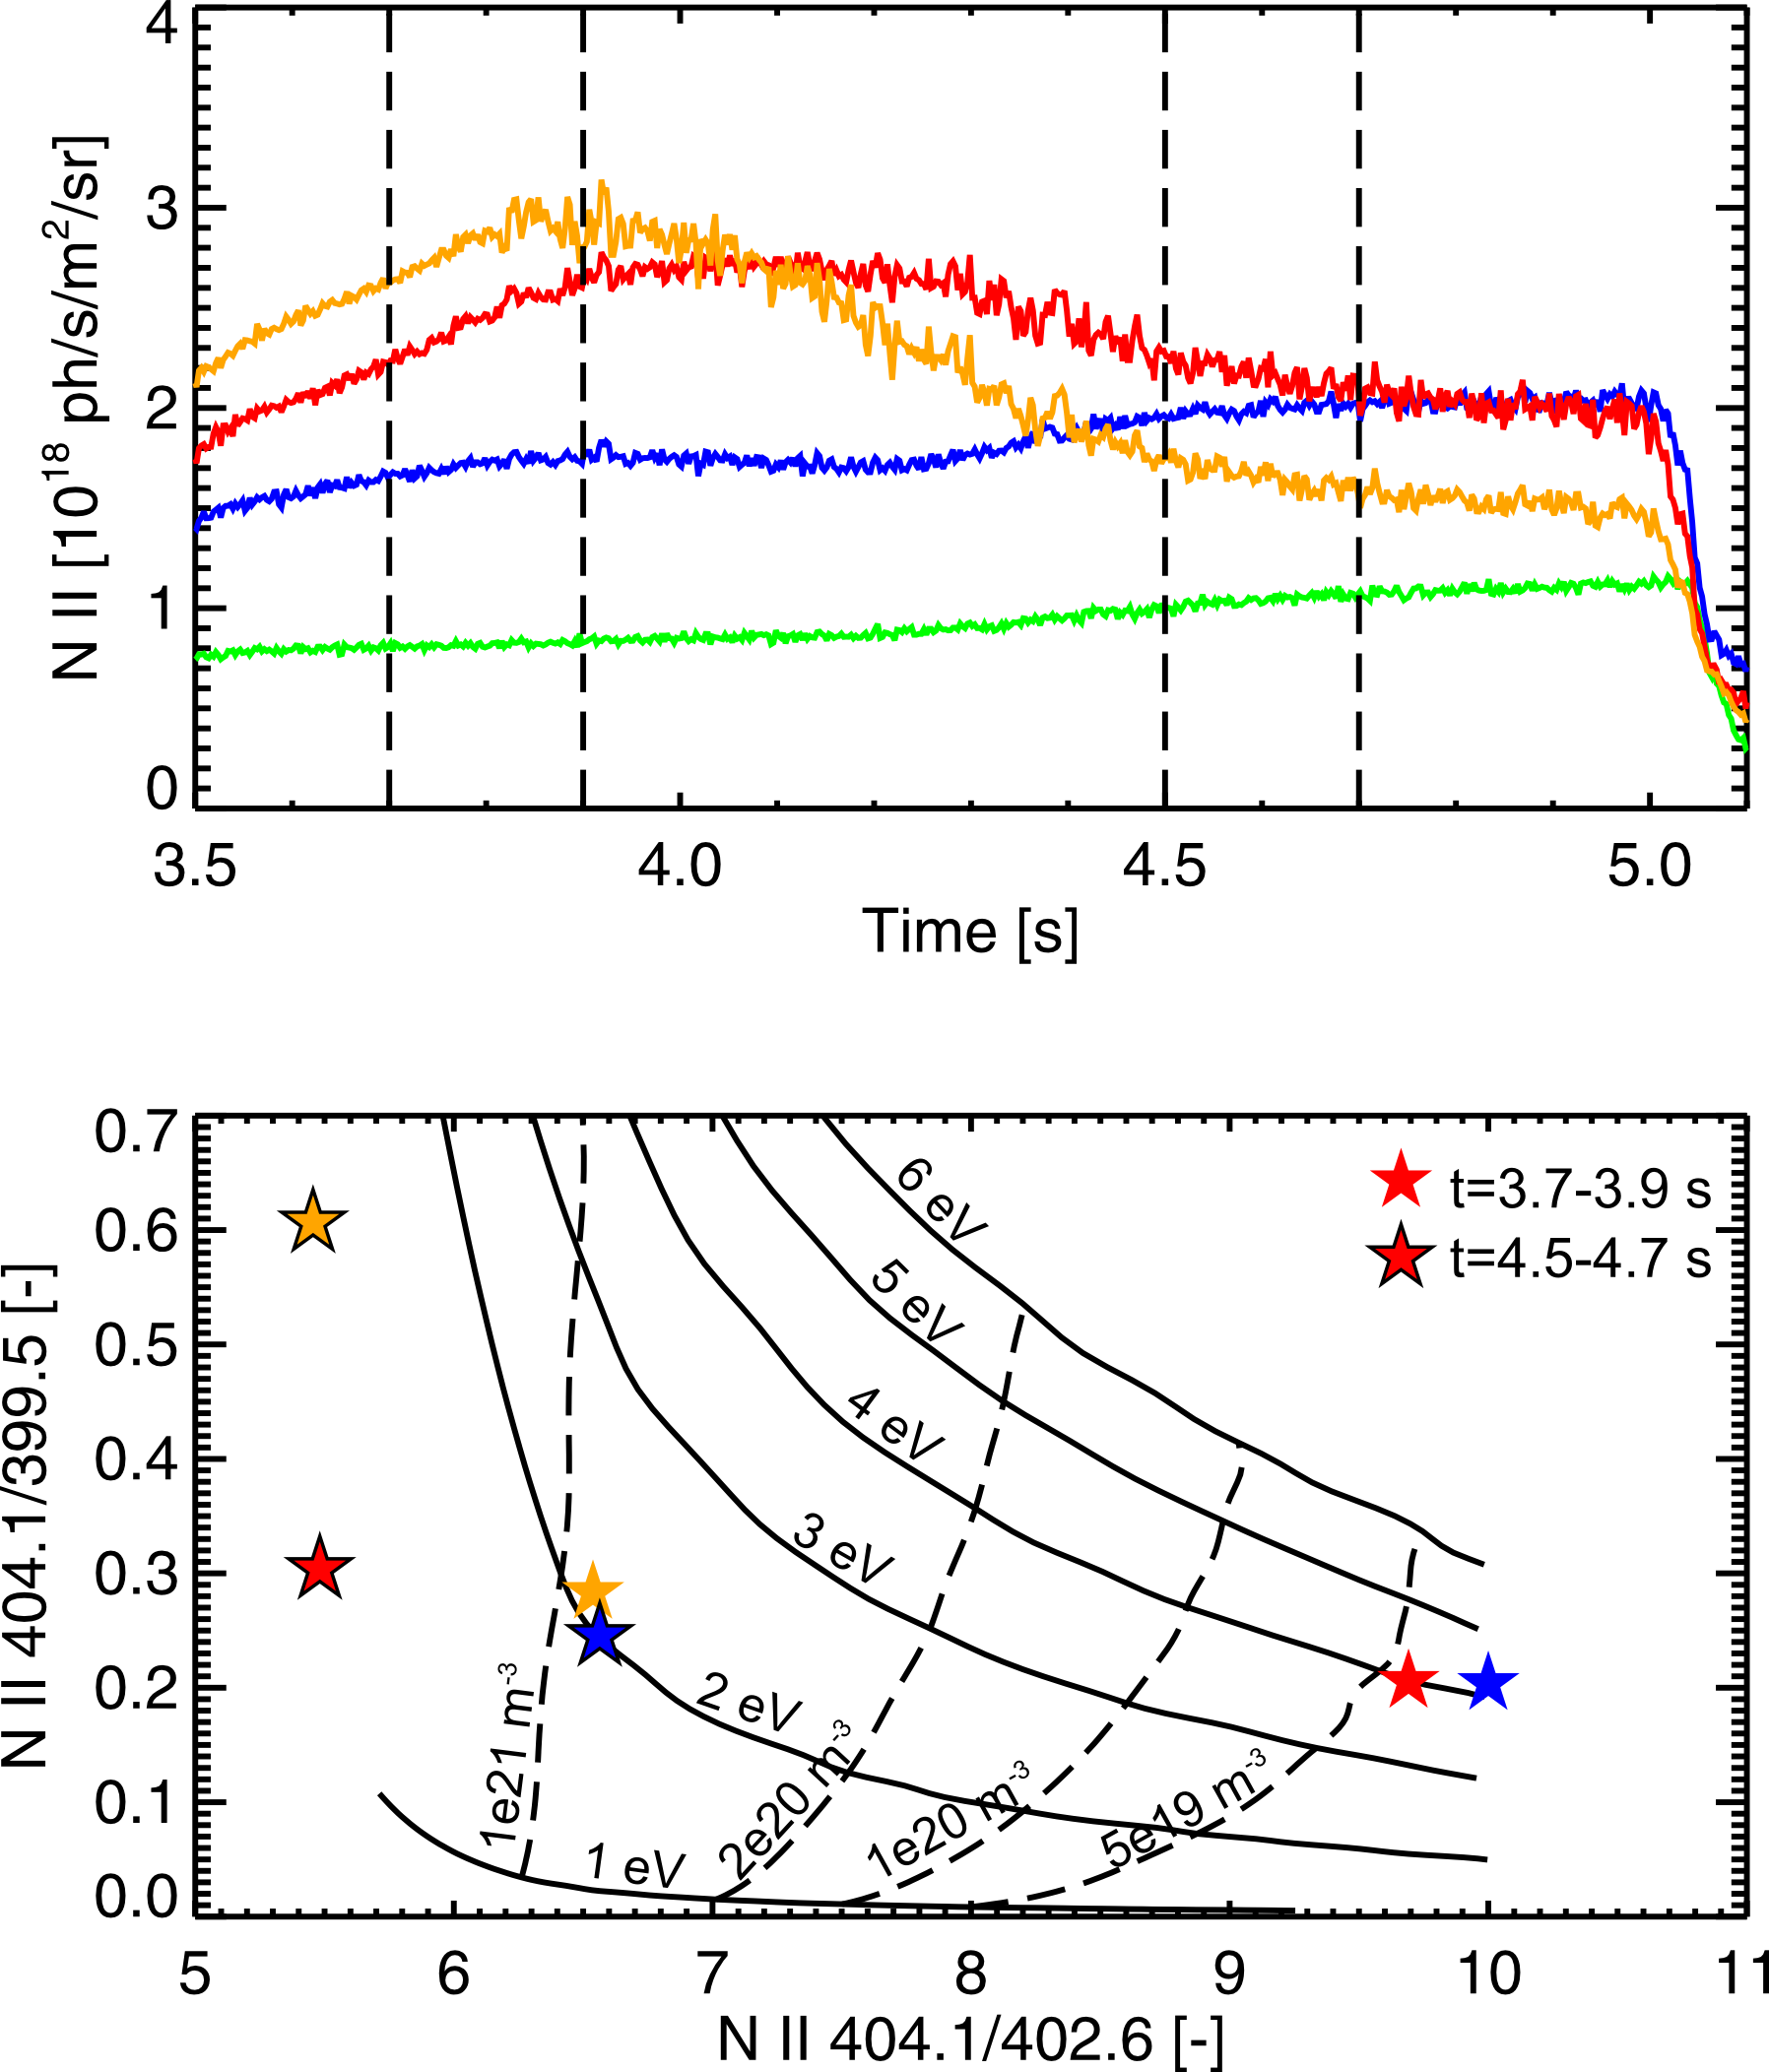 4
3
2
1
0
N II [10¹⁸ ph/s/m²/sr]
3.5 4.0 4.5 5.0
Time [s]
0.7
0.6
0.5
0.4
0.3
0.2
0.1
0.0
N II 404.1/399.5 [-]
t=3.7-3.9 s
t=4.5-4.7 s
6 eV
5 eV
4 eV
3 eV
2 eV
1 eV
1e21 m⁻³
2e20 m⁻³
1e20 m⁻³
5e19 m⁻³
5 6 7 8 9 10 11
N II 404.1/402.6 [-]